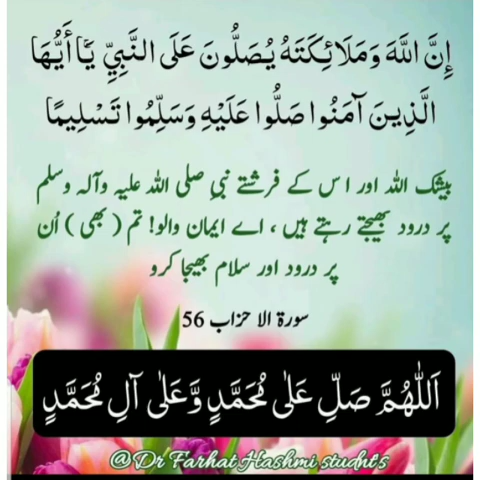 إِنَّ اللَّهَ وَمَلَائِكَتَهُ يُصَلُّونَ عَلَى النَّبِيِّ يَا أَيُّهَا
الَّذِينَ آمَنُوا صَلُّوا عَلَيْهِ وَسَلِّمُوا تَسْلِيمًا
بیشک اللہ اور اس کے فرشتے نبیِ صلی اللہ علیہ وآلہ وسلم
پر درود بھیجتے رہتے ہیں ، اے ایمان والو! تم ( بھی ) اُن
پر درود اور سلام بھیجا کرو
سورۃ الا حزاب 56
اَللّٰهُمَّ صَلِّ عَلٰى مُحَمَّدٍ وَّعَلٰى آلِ مُحَمَّدٍ
@Dr Farhat Hashmi studnt's